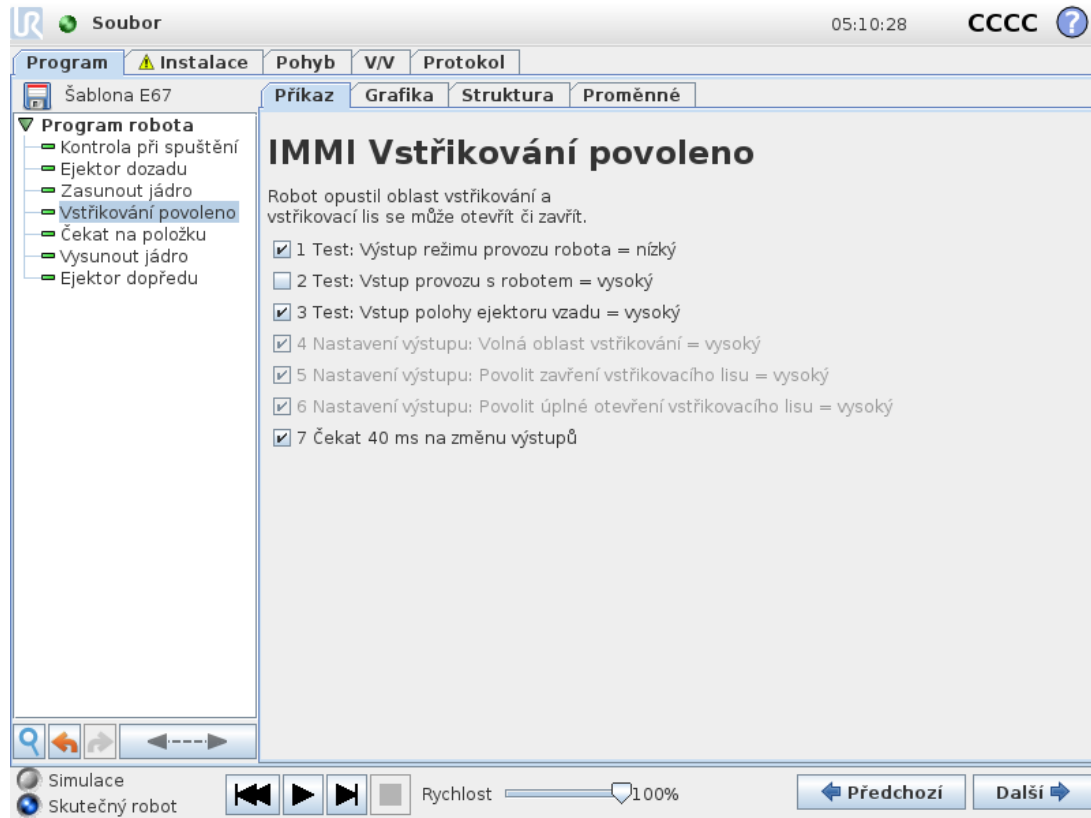 UR Soubor 05:10:28 CCCC ?
Program Instalace Pohyb V/V Protokol
Šablona E67 Příkaz Grafika Struktura Proměnné
Program robota
Kontrola při spuštění
Ejektor dozadu
Zasunout jádro
Vstřikování povoleno
Čekat na položku
Vysunout jádro
Ejektor dopředu
IMMI Vstřikování povoleno
Robot opustil oblast vstřikování a
vstřikovací lis se může otevřít či zavřít.
1 Test: Výstup režimu provozu robota = nízký
2 Test: Vstup provozu s robotem = vysoký
3 Test: Vstup polohy ejektoru vzadu = vysoký
4 Nastavení výstupu: Volná oblast vstřikování = vysoký
5 Nastavení výstupu: Povolit zavření vstřikovacího lisu = vysoký
6 Nastavení výstupu: Povolit úplné otevření vstřikovacího lisu = vysoký
7 Čekat 40 ms na změnu výstupů
Simulace
Skutečný robot
Rychlost 100%
Předchozí Další